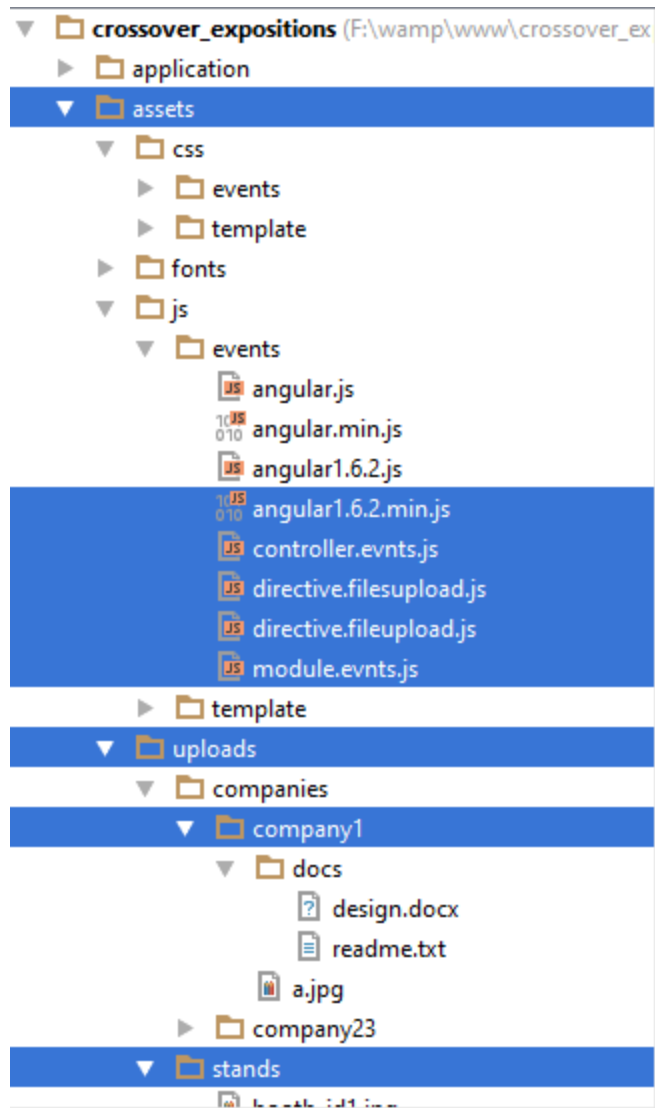 crossover_expositions (F:\wamp\www\crossover_ex
application
assets
css
events
template
fonts
js
events
angular.js
angular.min.js
angular1.6.2.js
angular1.6.2.min.js
controller.evnts.js
directive.filesupload.js
directive.fileupload.js
module.evnts.js
template
uploads
companies
company1
docs
design.docx
readme.txt
a.jpg
company23
stands